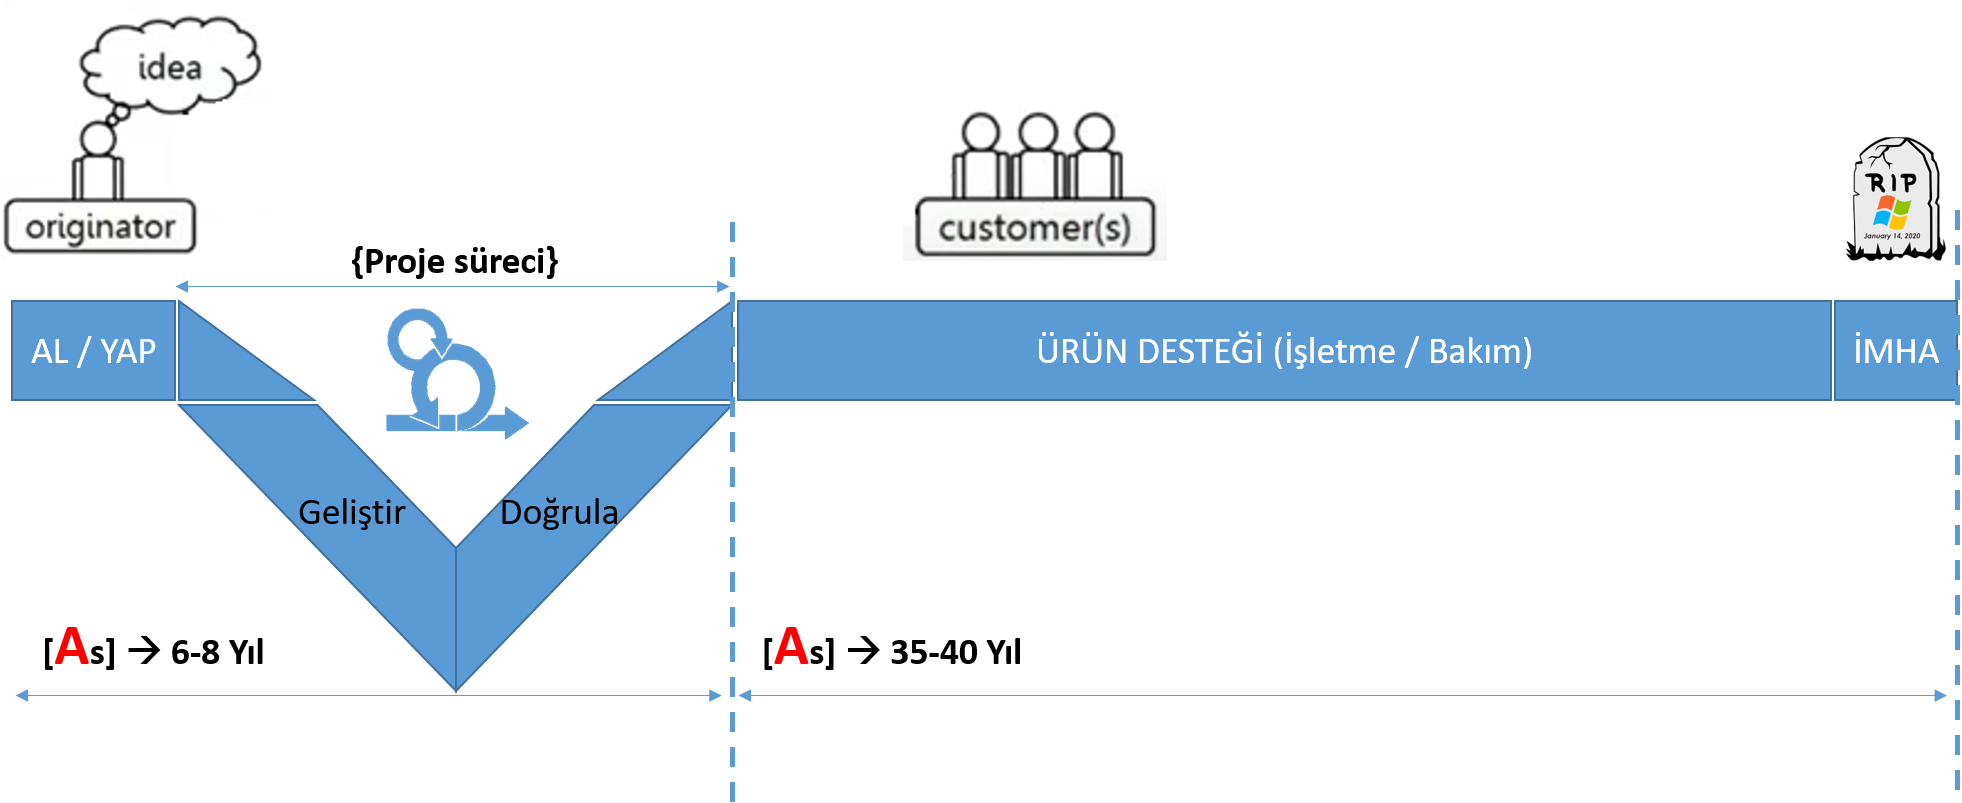 idea
originator
customer(s)
RIP
January 14, 2020
{Proje süreci}
AL / YAP
ÜRÜN DESTEĞİ (İşletme / Bakım)
İMHA
Geliştir
Doğrula
[As] → 6-8 Yıl
[As] → 35-40 Yıl